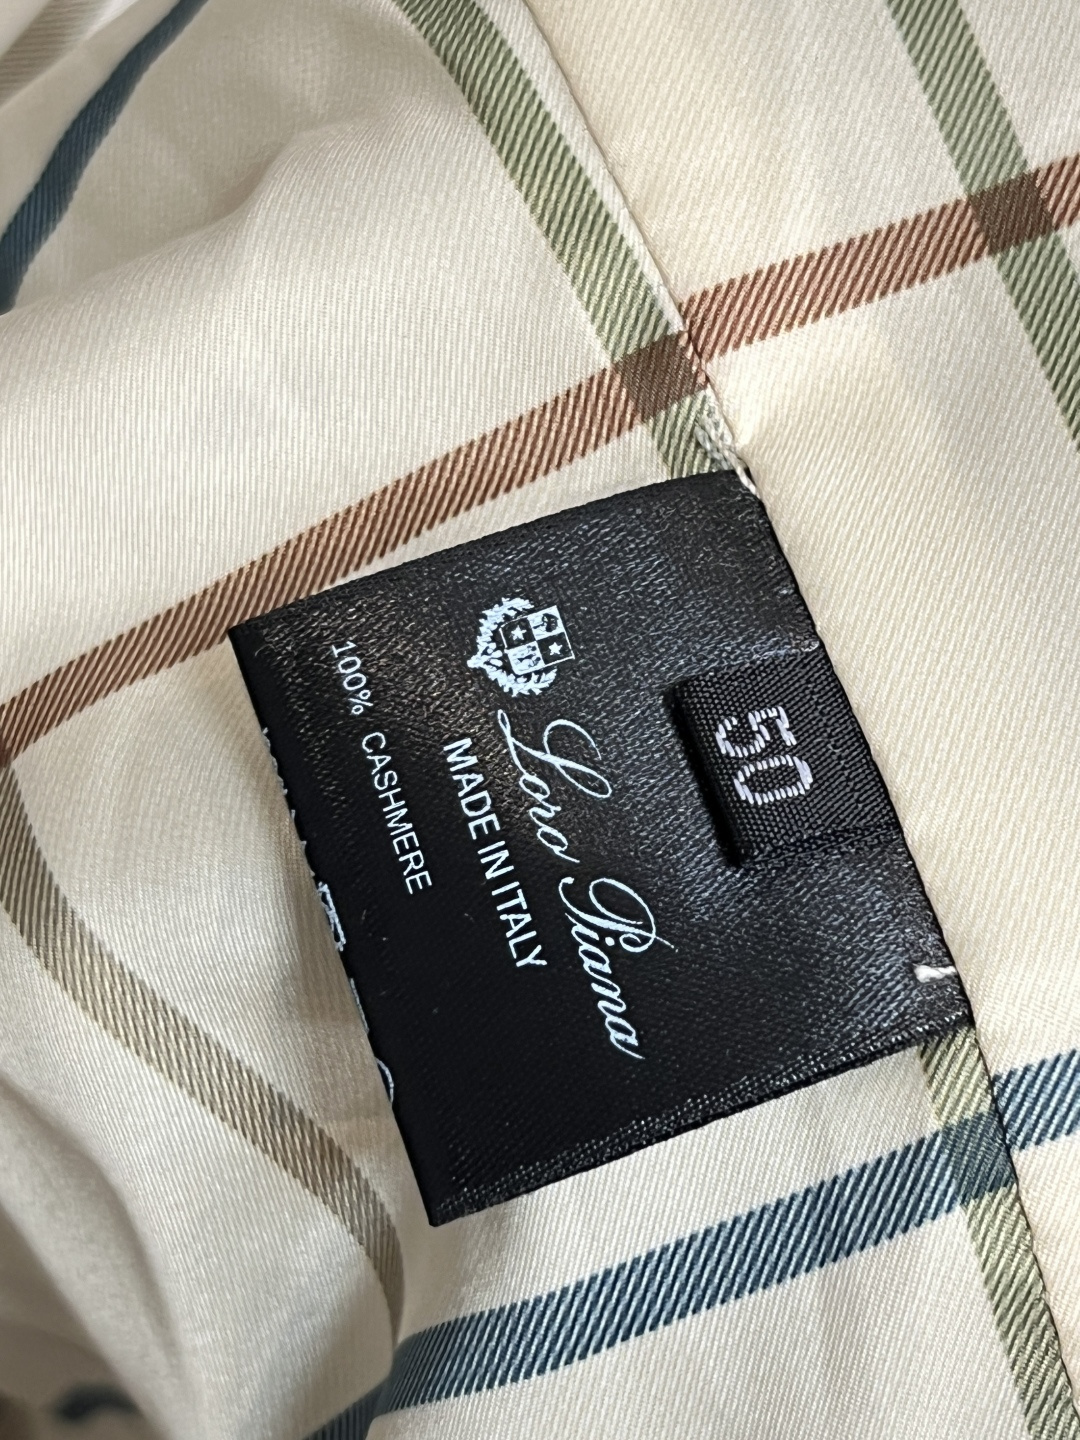 50
Loro Piana
MADE IN ITALY
100% CASHMERE